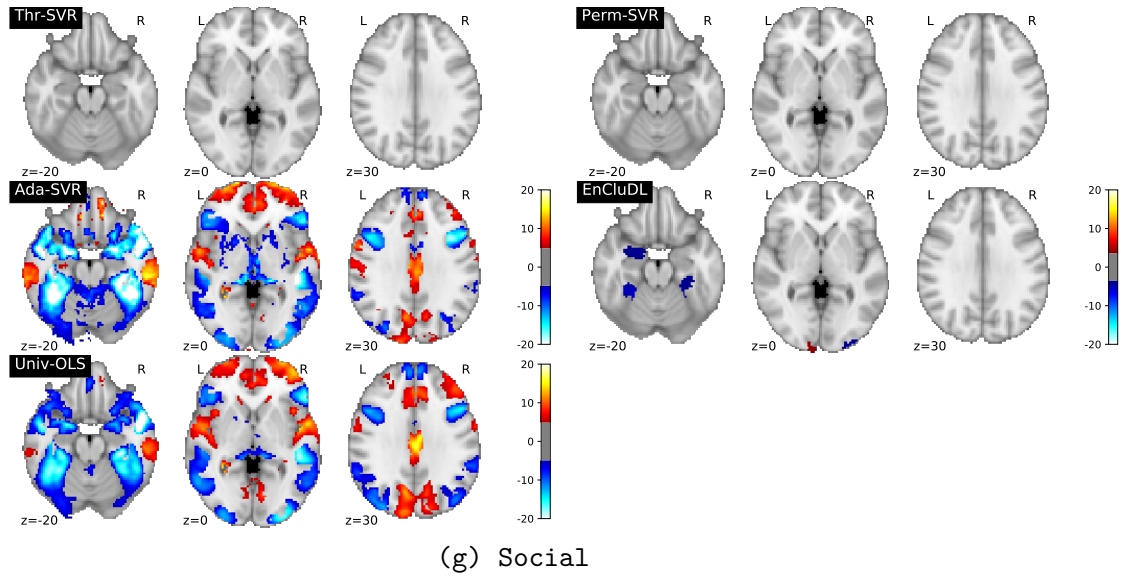 Thr-SVR
L R L R
z=-20 z=0 z=30
Perm-SVR
L R L R
z=-20 z=0 z=30
Ada-SVR
L R L R
z=-20 z=0 z=30
20
10
0
-10
-20
EnCluDL
L R L R
z=-20 z=0 z=30
20
10
0
-10
-20
Univ-OLS
L R L R
z=-20 z=0 z=30
20
10
0
-10
-20
(g) Social